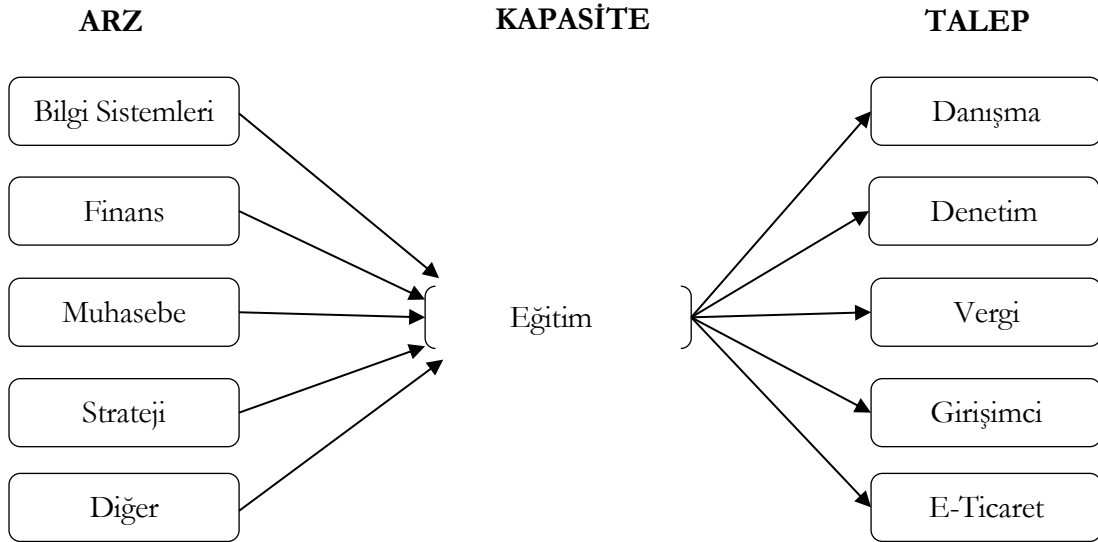 ARZ
KAPASİTE
TALEP
Bilgi Sistemleri
Danışma
Finans
Denetim
Muhasebe
Eğitim
Vergi
Strateji
Girişimci
Diğer
E-Ticaret